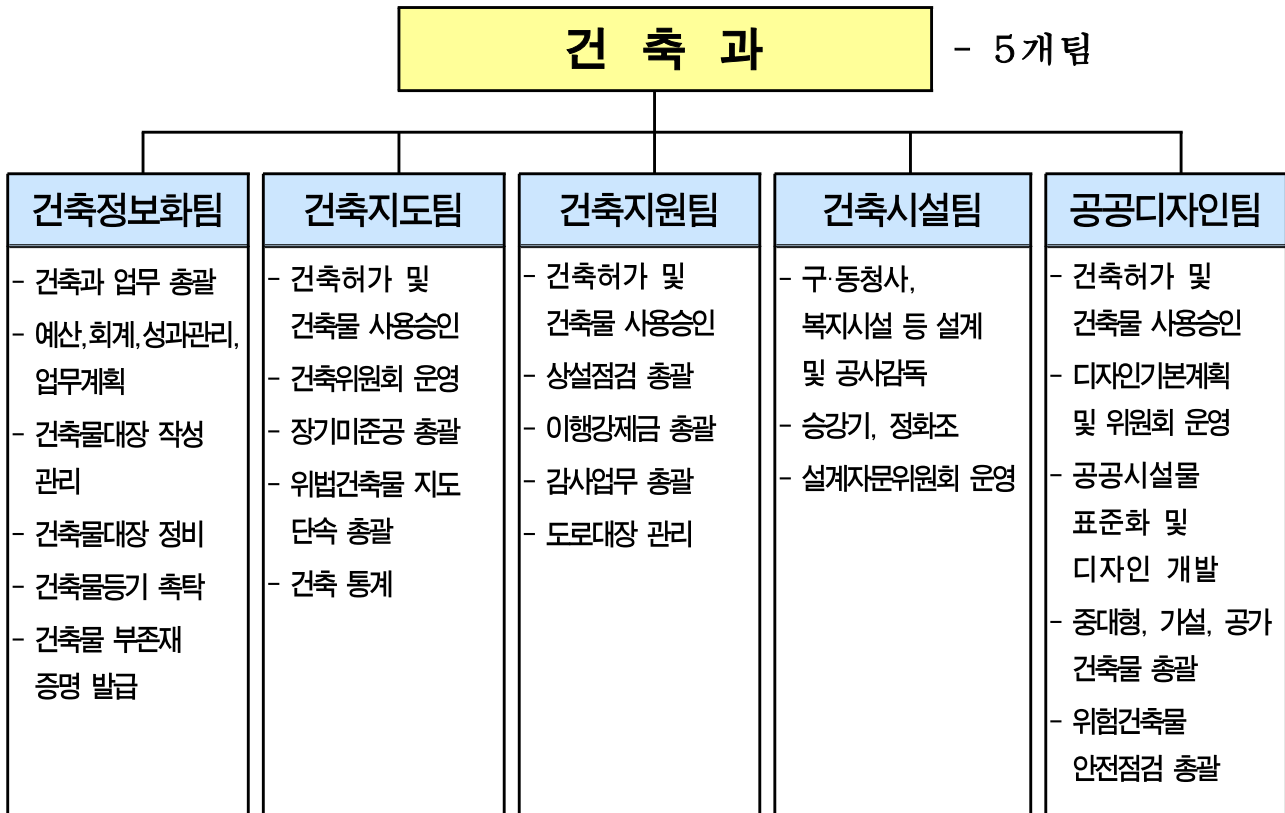 건 축 과
- 5개팀
건축정보화팀
- 건축과 업무 총괄
- 예산,회계,성과관리,
업무계획
- 건축물대장 작성
관리
- 건축물대장 정비
- 건축물등기 촉탁
- 건축물 부존재
증명 발급
건축지도팀
- 건축허가 및
건축물 사용승인
- 건축위원회 운영
- 장기미준공 총괄
- 위법건축물 지도
단속 총괄
- 건축 통계
건축지원팀
- 건축허가 및
건축물 사용승인
- 상설점검 총괄
- 이행강제금 총괄
- 감사업무 총괄
- 도로대장 관리
건축시설팀
- 구·동청사,
복지시설 등 설계
및 공사감독
- 승강기, 정화조
- 설계자문위원회 운영
공공디자인팀
- 건축허가 및
건축물 사용승인
- 디자인기본계획
및 위원회 운영
- 공공시설물
표준화 및
디자인 개발
- 중대형, 가설, 공가
건축물 총괄
- 위험건축물
안전점검 총괄